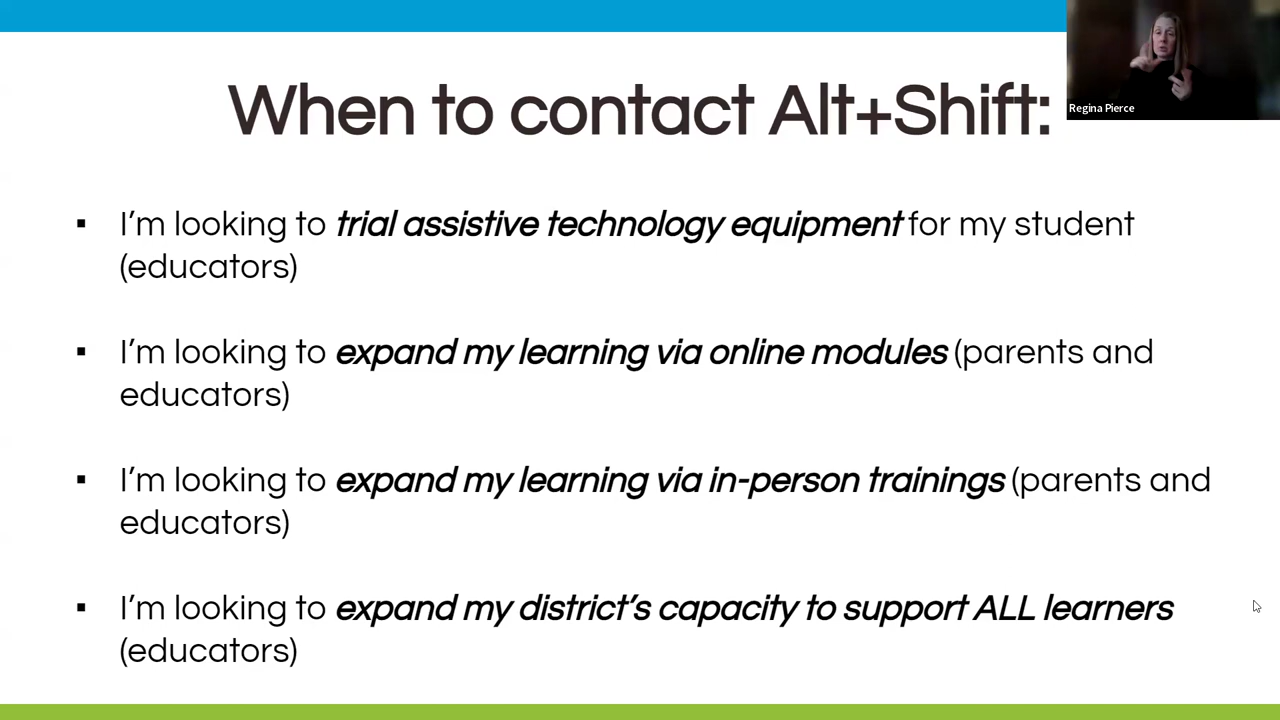 Regina Pierce
When to contact Alt+Shift:
▪ I’m looking to trial assistive technology equipment for my student
(educators)
▪ I’m looking to expand my learning via online modules (parents and
educators)
▪ I’m looking to expand my learning via in-person trainings (parents and
educators)
▪ I’m looking to expand my district’s capacity to support ALL learners
(educators)